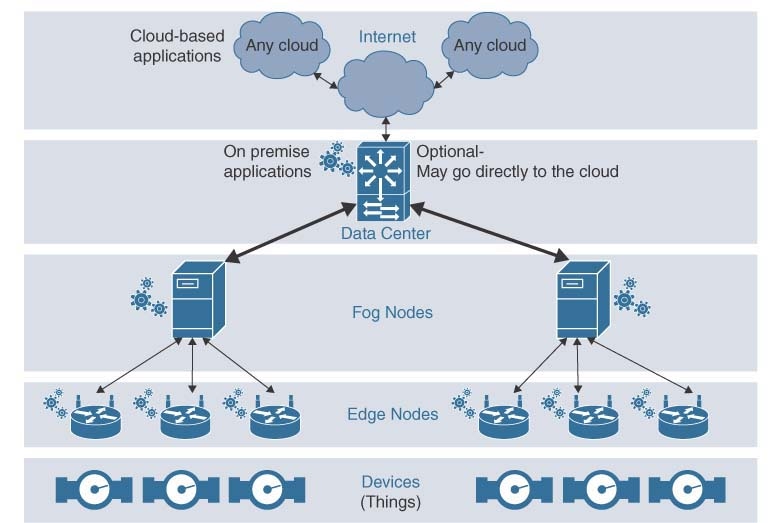 Cloud-based
applications
Any cloud
Internet
Any cloud
On premise
applications
Optional-
May go directly to the cloud
Data Center
Fog Nodes
Edge Nodes
Devices
(Things)